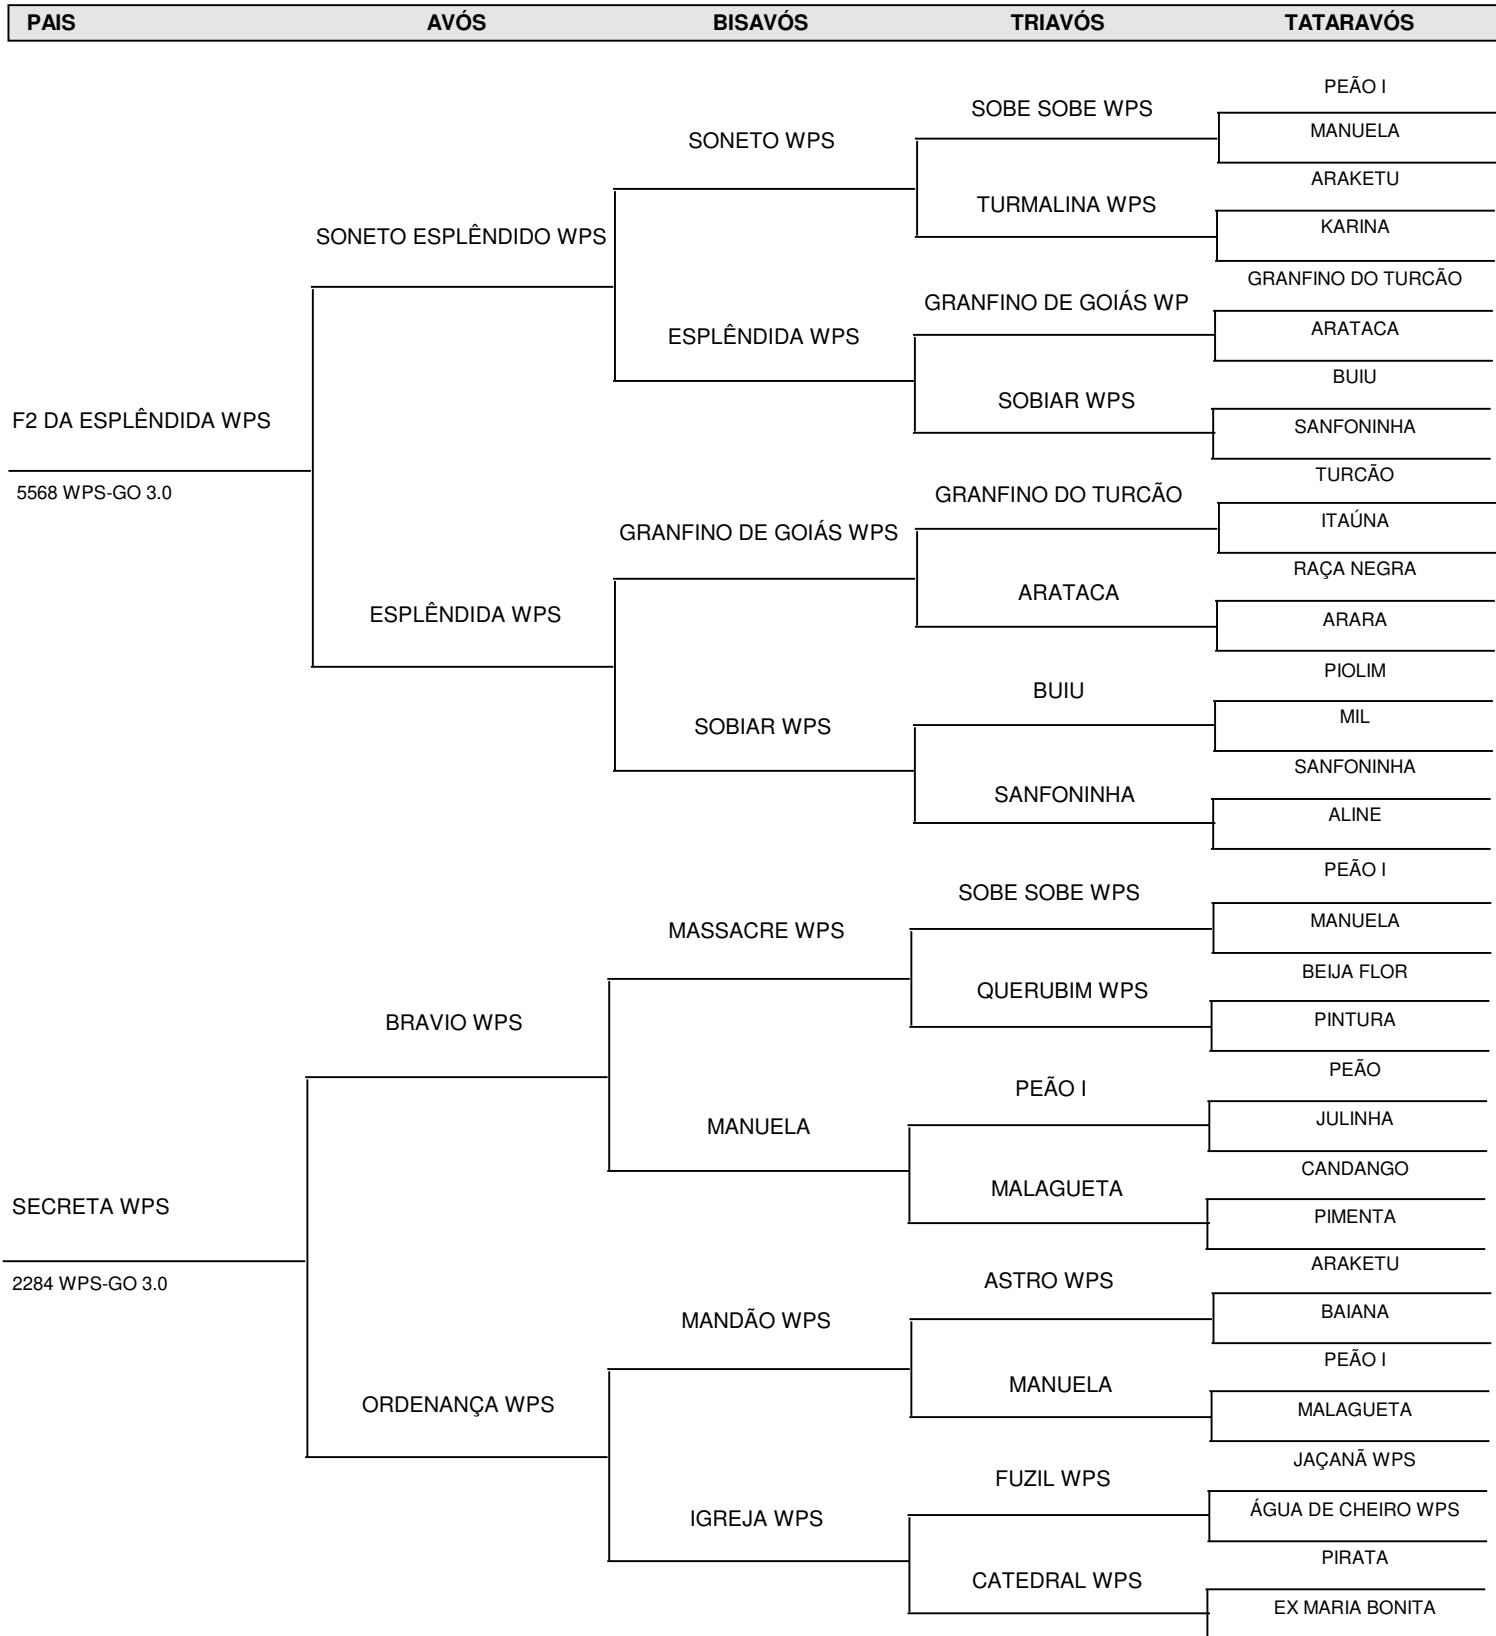 PAIS AVÓS BISAVÓS TRIAVÓS TATARAVÓS
PEÃO I
SOBE SOBE WPS
MANUELA
SONETO WPS
ARAKETU
TURMALINA WPS
KARINA
SONETO ESPLÊNDIDO WPS
GRANFINO DO TURCÃO
GRANFINO DE GOIÁS WP
ARATACA
ESPLÊNDIDA WPS
BUIU
SOBIAR WPS
F2 DA ESPLÊNDIDA WPS
SANFONINHA
TURCÃO
5568 WPS-GO 3.0
GRANFINO DO TURCÃO
ITAÚNA
GRANFINO DE GOIÁS WPS
RAÇA NEGRA
ARATACA
ESPLÊNDIDA WPS
ARARA
PIOLIM
BUIU
MIL
SOBIAR WPS
SANFONINHA
SANFONINHA
ALINE
PEÃO I
SOBE SOBE WPS
MANUELA
MASSACRE WPS
BEIJA FLOR
QUERUBIM WPS
BRAVIO WPS
PINTURA
PEÃO
PEÃO I
JULINHA
MANUELA
CANDANGO
MALAGUETA
SECRETA WPS
PIMENTA
ARAKETU
2284 WPS-GO 3.0
ASTRO WPS
BAIANA
MANDÃO WPS
PEÃO I
MANUELA
ORDENANÇA WPS
MALAGUETA
JAÇANÃ WPS
FUZIL WPS
ÁGUA DE CHEIRO WPS
IGREJA WPS
PIRATA
CATEDRAL WPS
EX MARIA BONITA